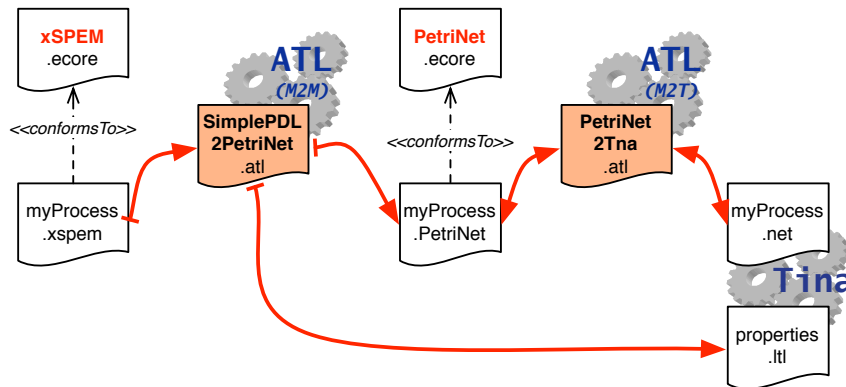 xSPEM
.ecore
ATL
(M2M)
PetriNet
.ecore
ATL
(M2T)
<<conformsTo>>
SimplePDL
2PetriNet
.atl
<<conformsTo>>
PetriNet
2Tna
.atl
myProcess
.xspem
myProcess
.PetriNet
myProcess
.net
Tina
properties
.ltl